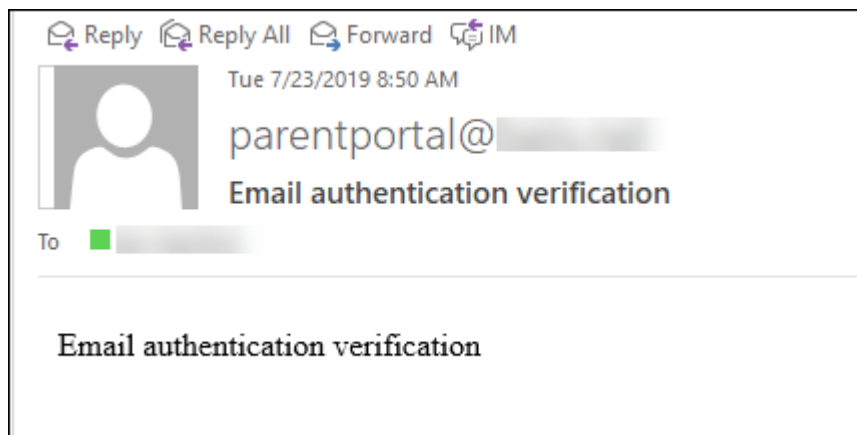 Reply Reply All Forward IM
Tue 7/23/2019 8:50 AM
parentportal@
Email authentication verification
To
Email authentication verification